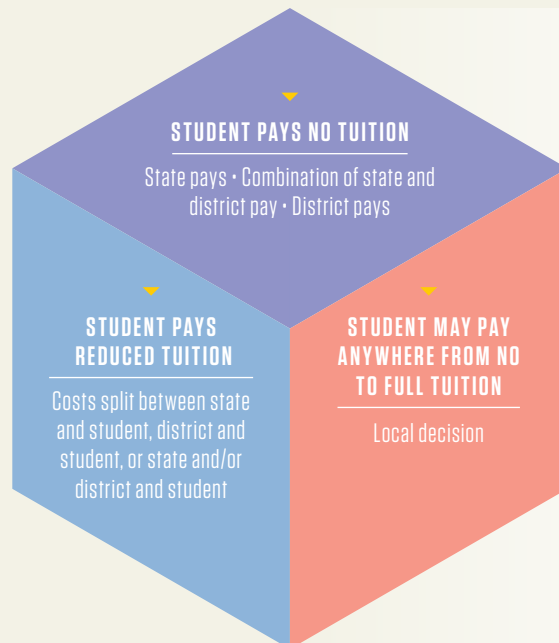 STUDENT PAYS NO TUITION
State pays • Combination of state and
district pay • District pays
STUDENT PAYS
REDUCED TUITION
Costs split between state
and student, district and
student, or state and/or
district and student
STUDENT MAY PAY
ANYWHERE FROM NO
TO FULL TUITION
Local decision